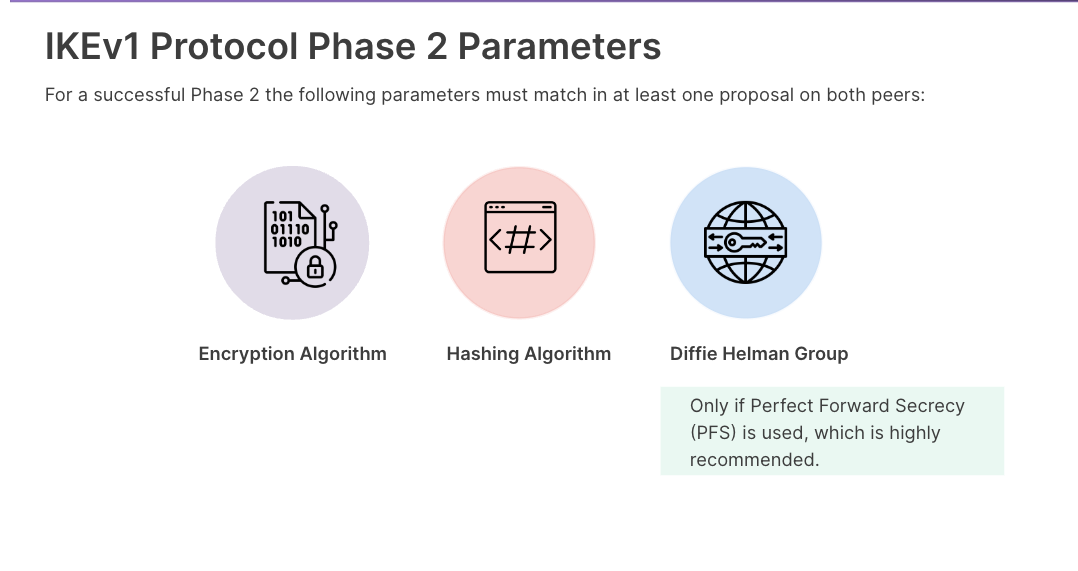 IKEv1 Protocol Phase 2 Parameters
For a successful Phase 2 the following parameters must match in at least one proposal on both peers:
101
01110
1010
<#>
Encryption Algorithm
Hashing Algorithm
Diffie Helman Group
Only if Perfect Forward Secrecy
(PFS) is used, which is highly
recommended.